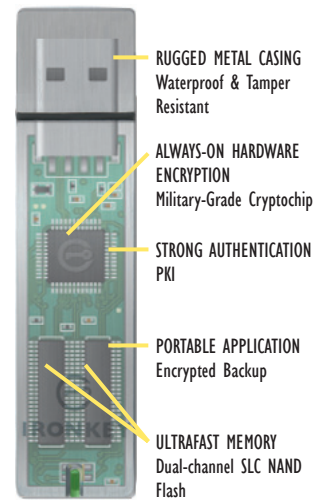 RUGGED METAL CASING
Waterproof & Tamper
Resistant
ALWAYS-ON HARDWARE
ENCRYPTION
Military-Grade Cryptochip
STRONG AUTHENTICATION
PKI
PORTABLE APPLICATION
Encrypted Backup
IRONKEY
ULTRAFAST MEMORY
Dual-channel SLC NAND
Flash